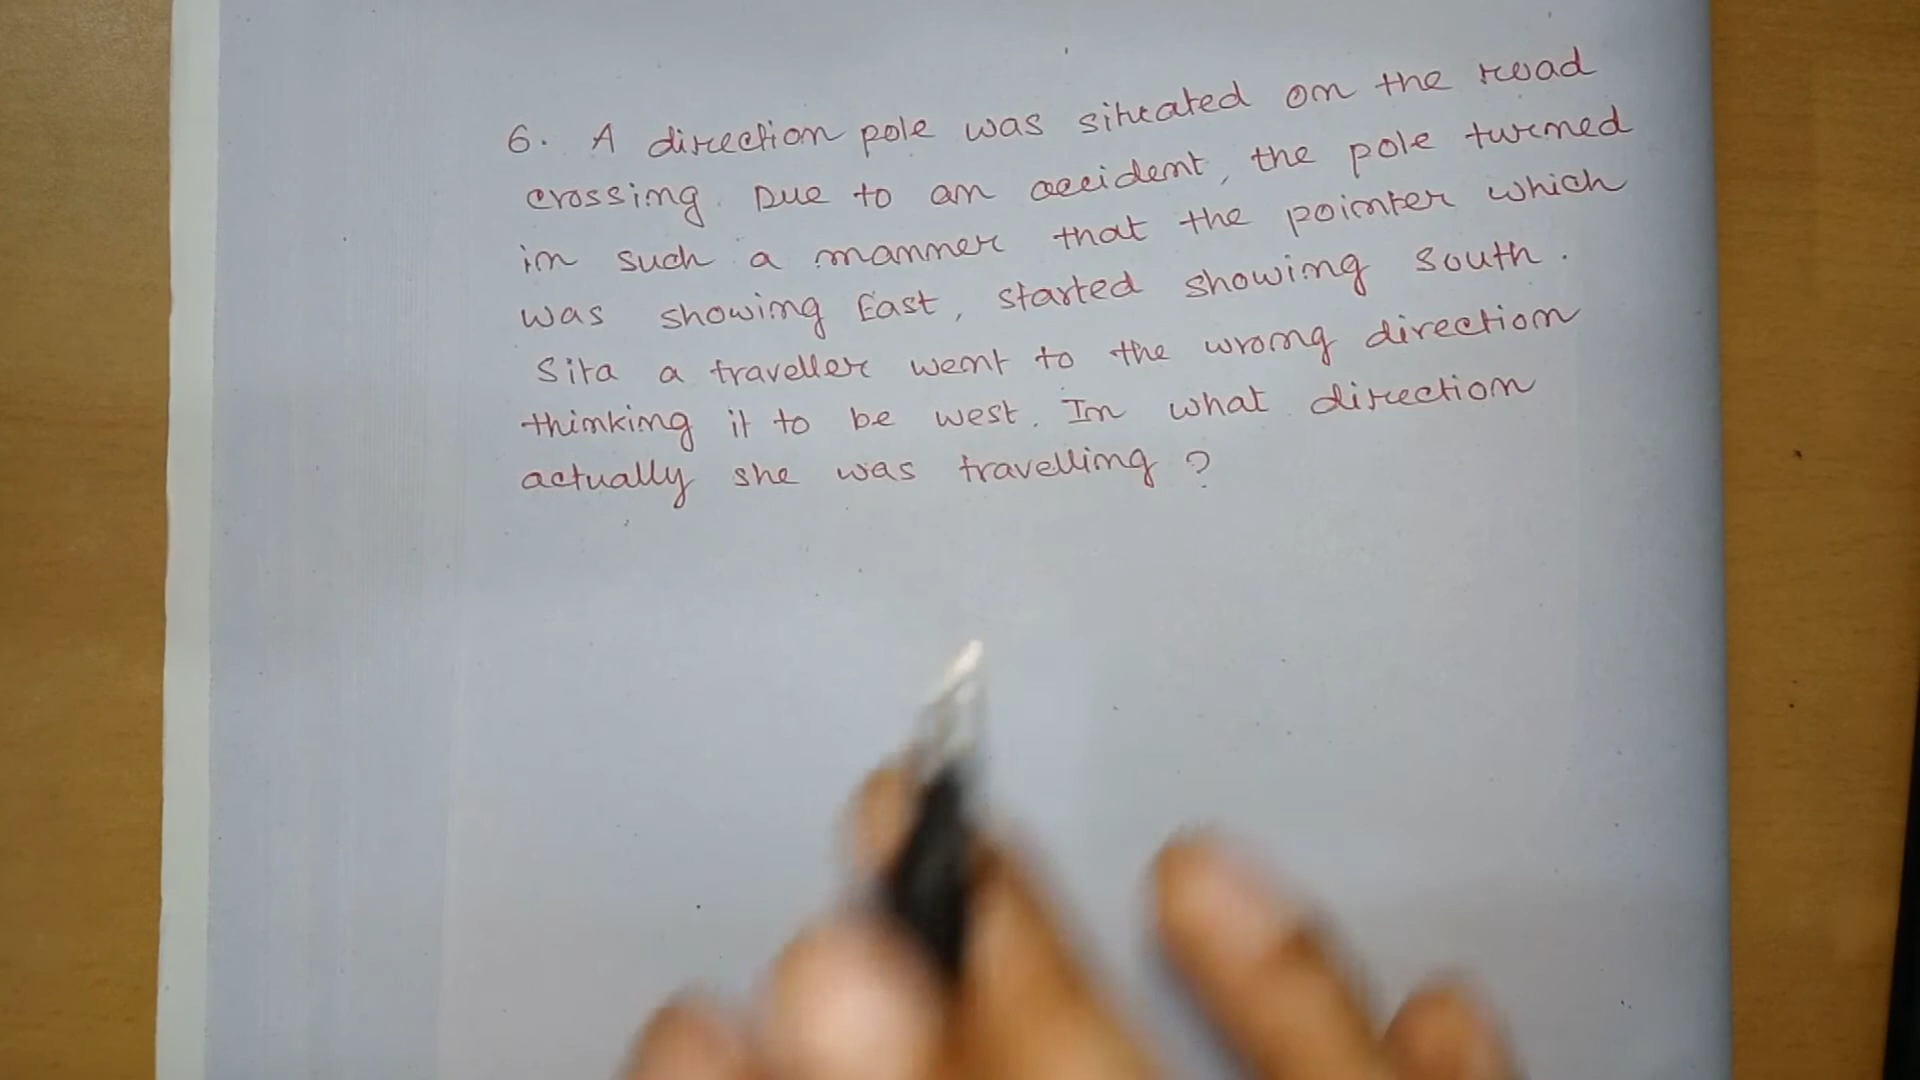 6. A direction pole was situated on the road
crossing. Due to an accident, the pole turned
in such a manner that the pointer which
was showing East, started showing south.
Sita a traveller went to the wrong direction
thinking it to be west. In what direction
actually she was travelling ?